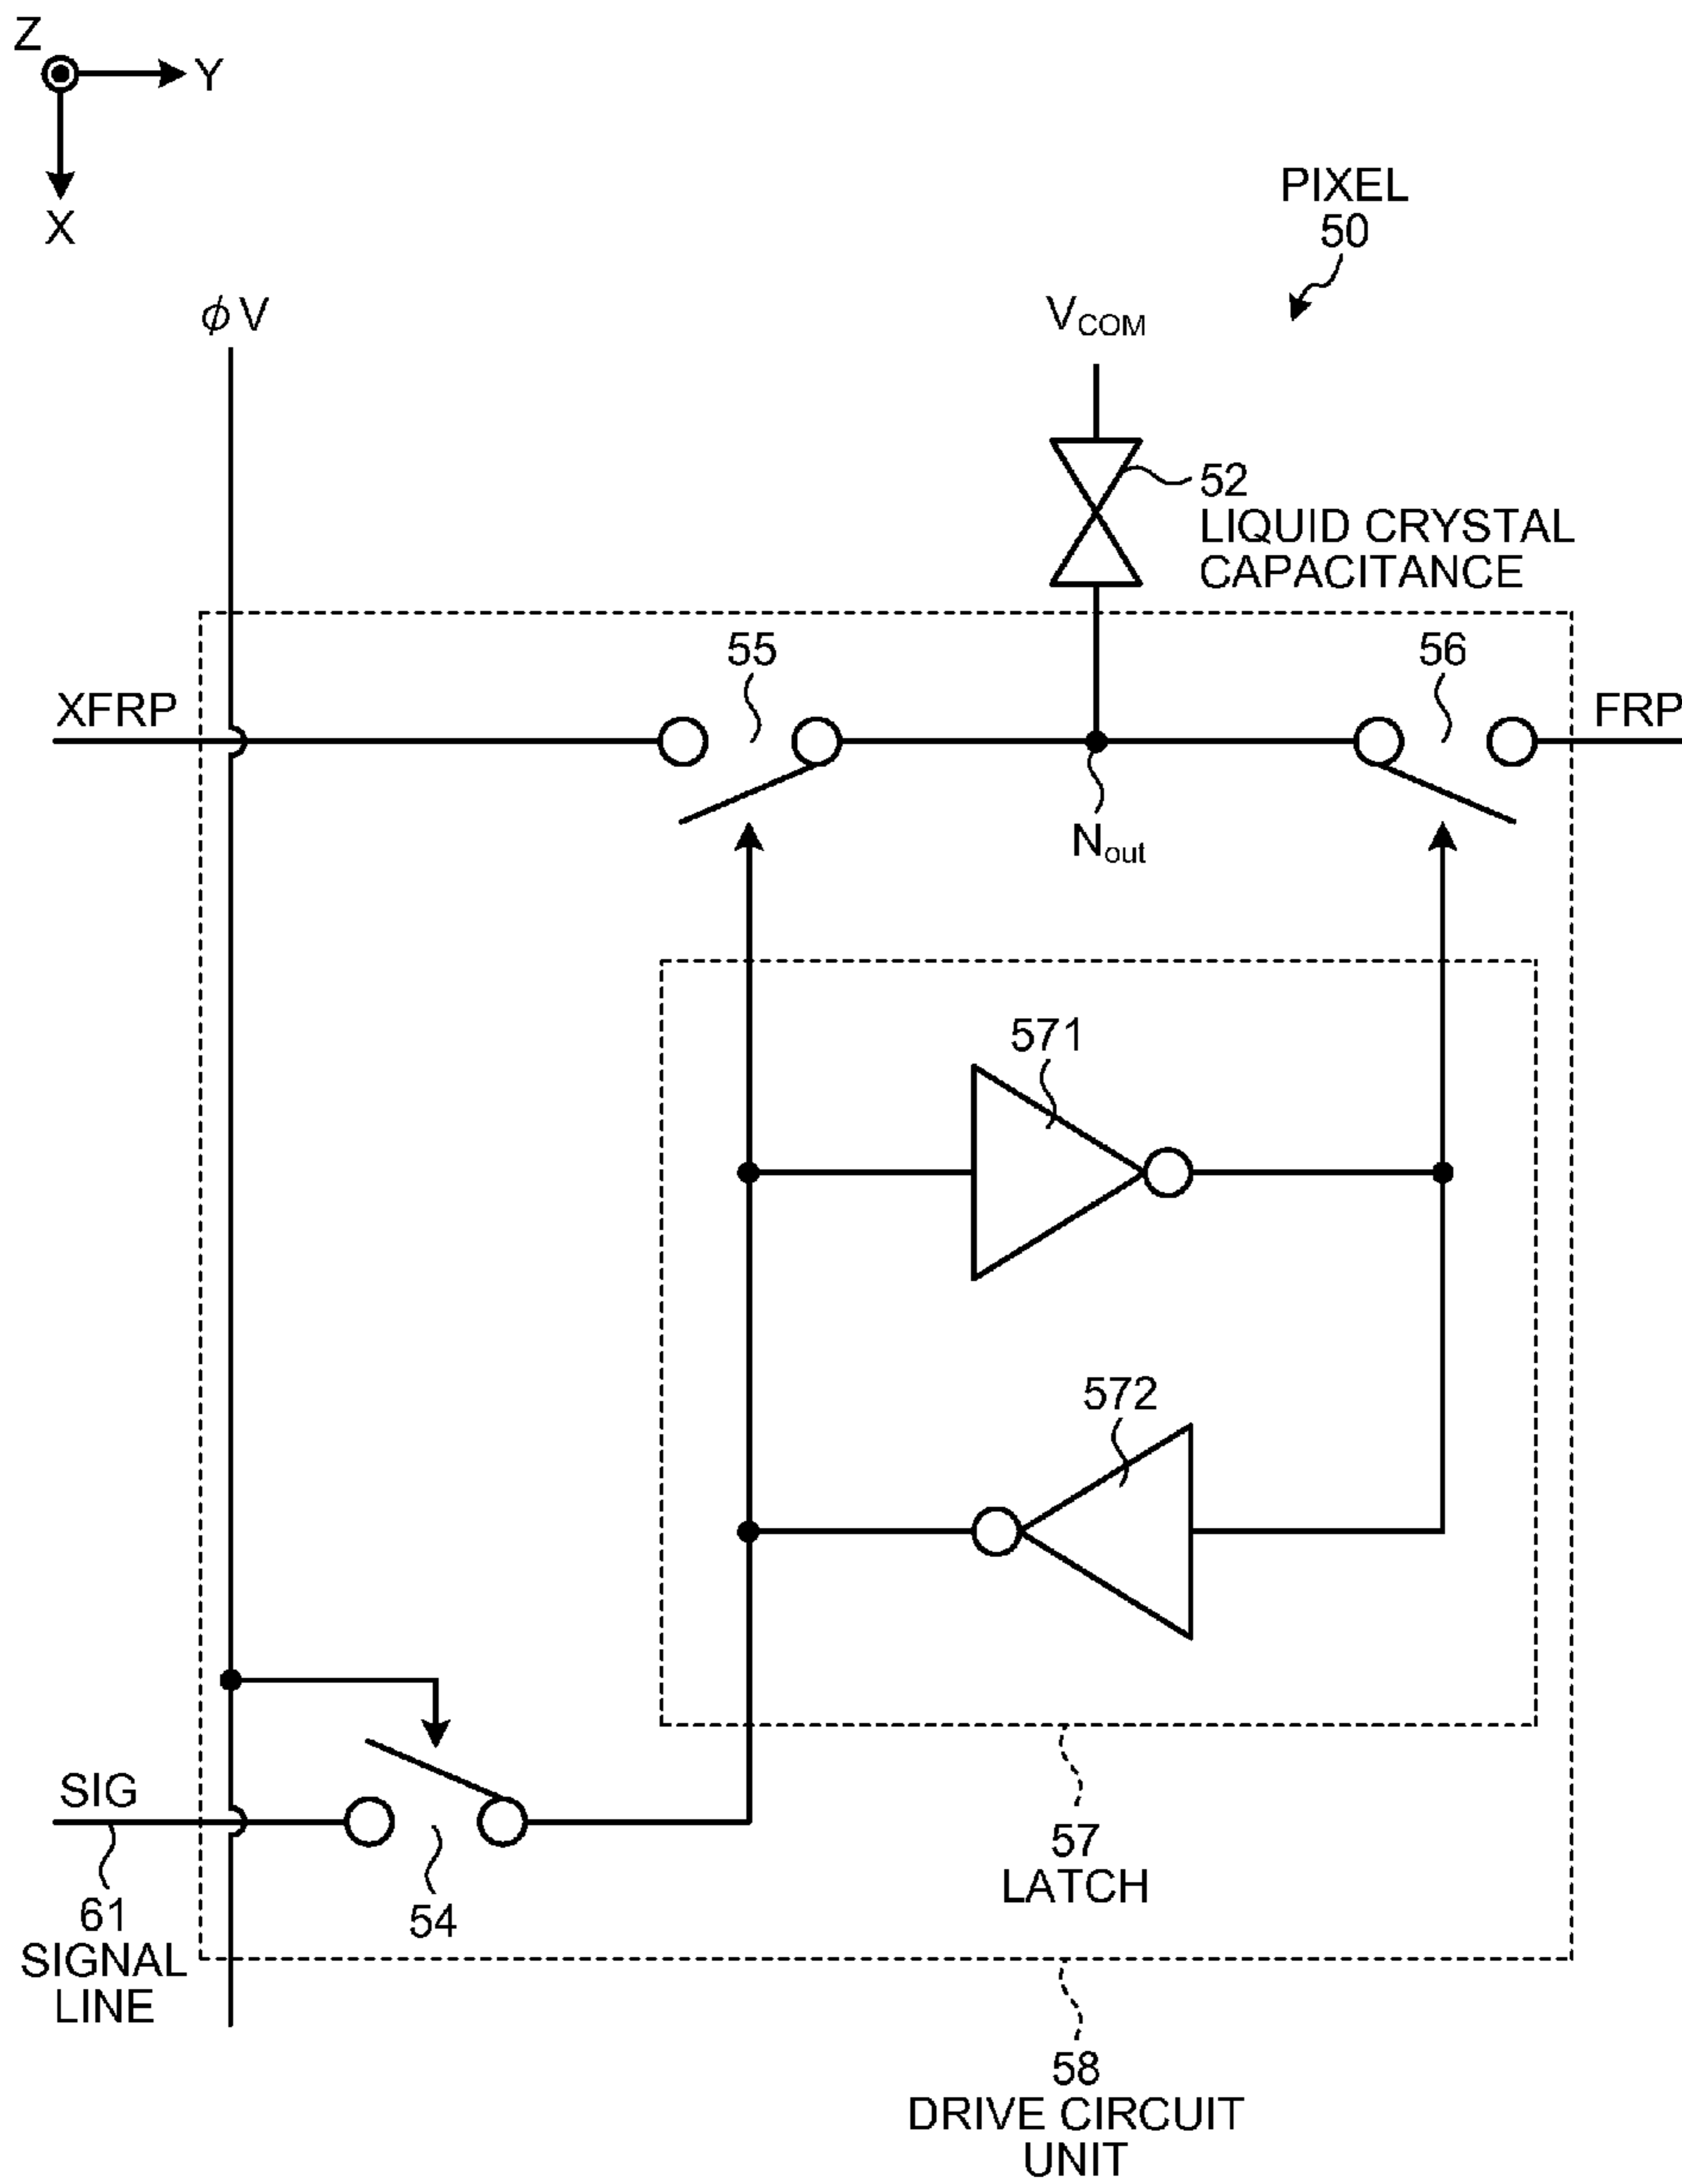 Z
Y
X
PIXEL
50
ϕV
VCOM
52
LIQUID CRYSTAL
CAPACITANCE
55
56
XFRP
FRP
Nout
571
572
SIG
61
SIGNAL
LINE
54
57
LATCH
58
DRIVE CIRCUIT
UNIT